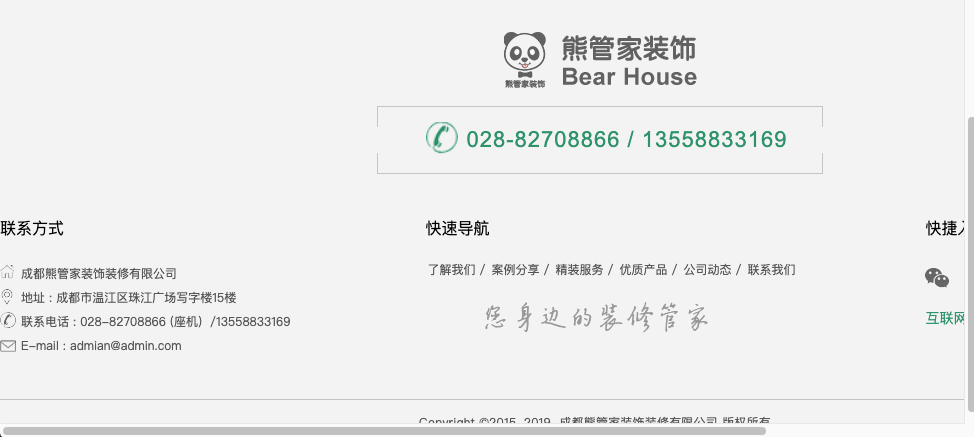 熊管家装饰
熊管家装饰
Bear House
028-82708866 / 13558833169
联系方式
成都熊管家装饰装修有限公司
地址：成都市温江区珠江广场写字楼15楼
联系电话：028-82708866 (座机) /13558833169
E-mail : admian@admin.com
快速导航
了解我们 / 案例分享 / 精装服务 / 优质产品 / 公司动态 / 联系我们
您身边的装修管家
快捷
互联网
Copyright ©2015-2019 成都熊管家装饰装修有限公司 版权所有